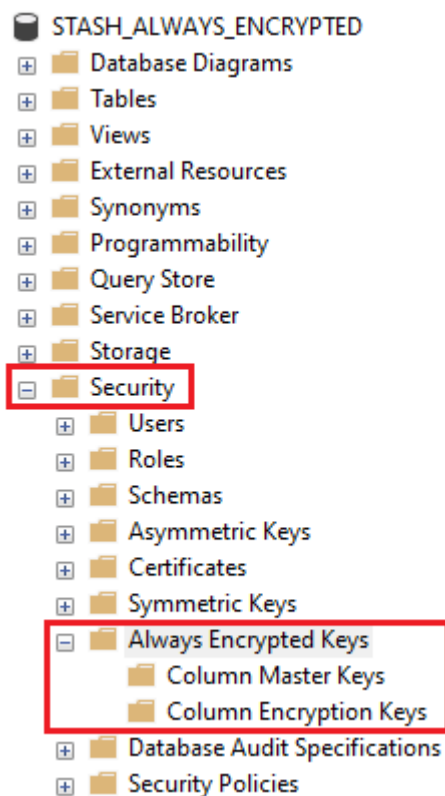 STASH_ALWAYS_ENCRYPTED
Database Diagrams
Tables
Views
External Resources
Synonyms
Programmability
Query Store
Service Broker
Storage
Security
Users
Roles
Schemas
Asymmetric Keys
Certificates
Symmetric Keys
Always Encrypted Keys
Column Master Keys
Column Encryption Keys
Database Audit Specifications
Security Policies